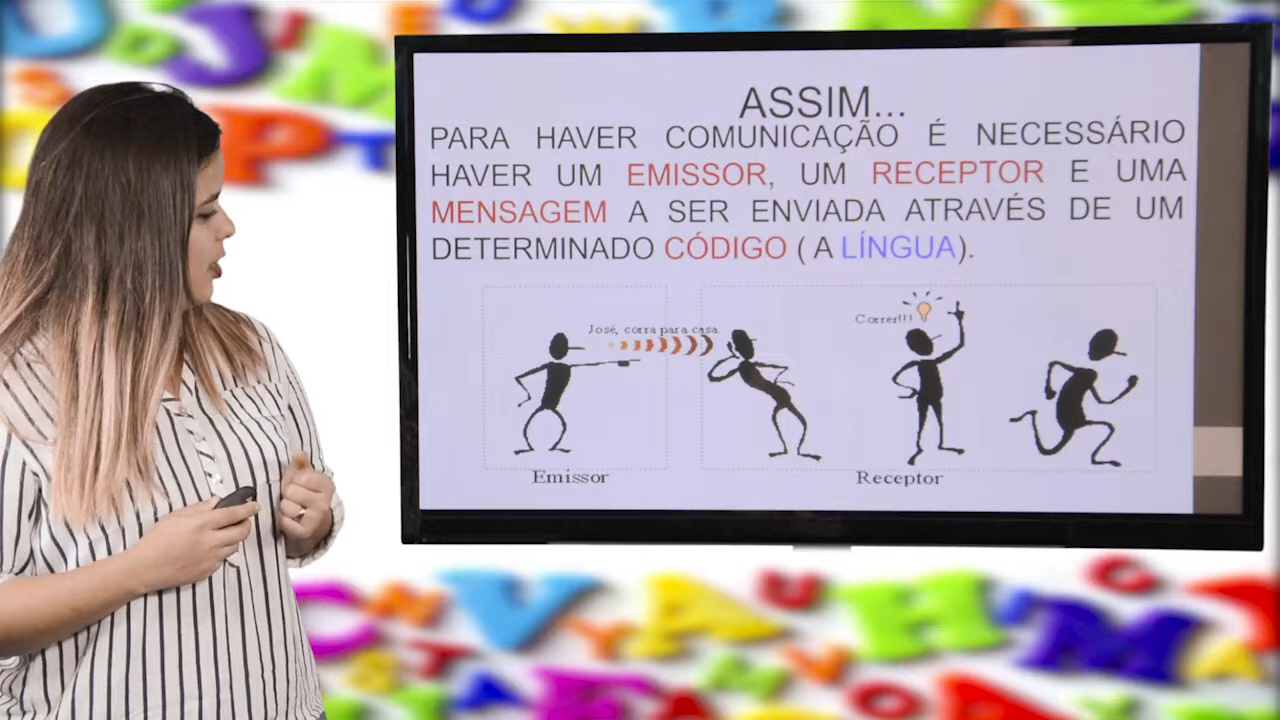 ASSIM...
PARA HAVER COMUNICAÇÃO É NECESSÁRIO
HAVER UM EMISSOR, UM RECEPTOR E UMA
MENSAGEM A SER ENVIADA ATRAVÉS DE UM
DETERMINADO CÓDIGO ( A LÍNGUA).
José, corra para casa.
Correr!!!
Emissor
Receptor